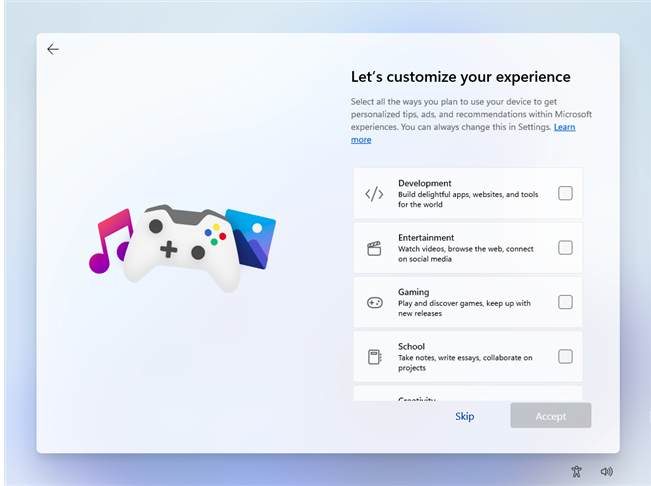 Let's customize your experience
Select all the ways you plan to use your device to get
personalized tips, ads, and recommendations within Microsoft
experiences. You can always change this in Settings. Learn
more
Development
Build delightful apps, websites, and tools
for the world
Entertainment
Watch videos, browse the web, connect
on social media
Gaming
Play and discover games, keep up with
new releases
School
Take notes, write essays, collaborate on
projects
Creativity
Skip
Accept